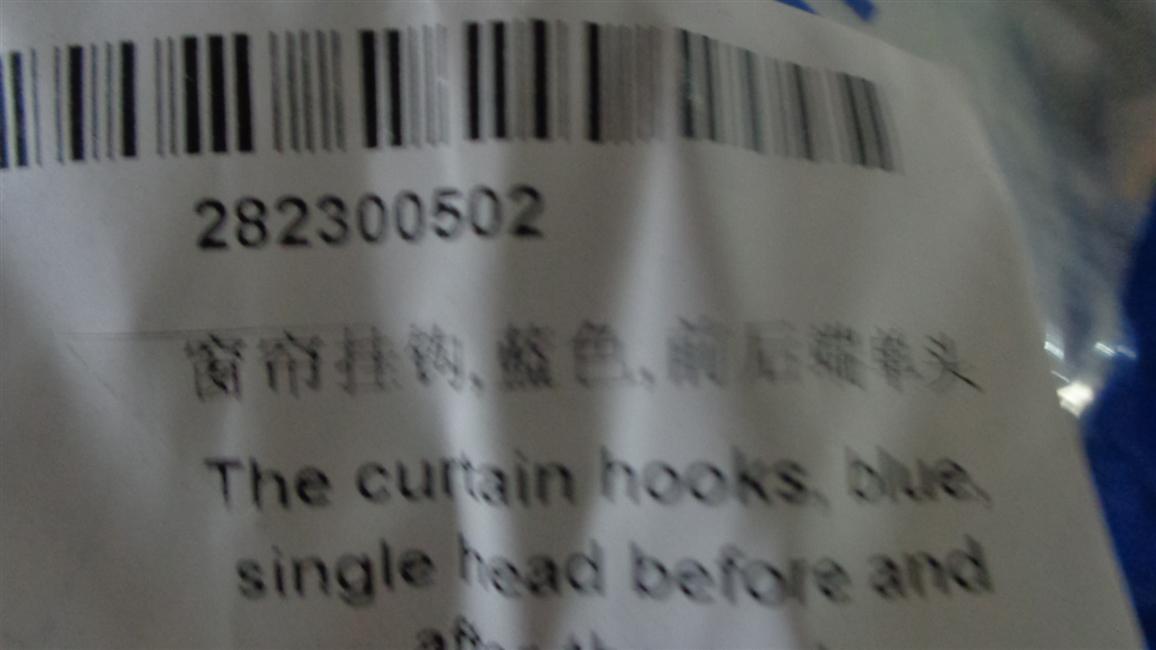 282300502
窗帘挂钩,蓝色,前后端拳头
The curtain hooks, blue,
single head before and
after